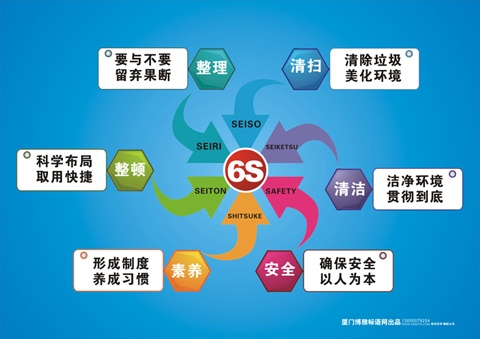 要与不要
留弃果断
整理
清扫
清除垃圾
美化环境
SEISO
SEIRI
SEIKETSU
科学布局
取用快捷
整顿
6S
清洁
洁净环境
贯彻到底
SEITON
SAFETY
SHITSUKE
形成制度
养成习惯
素养
安全
确保安全
以人为本
厦门博雅标语网出品